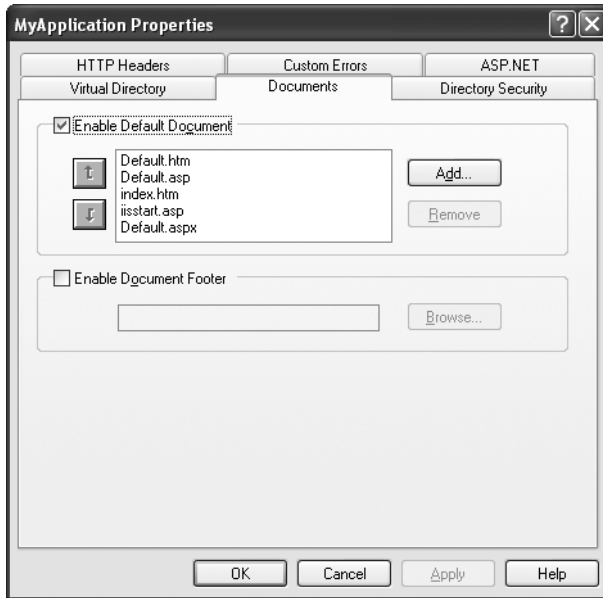 MyApplication Properties
HTTP Headers Custom Errors ASP.NET
Virtual Directory Documents Directory Security
Enable Default Document
Default.htm
Default.asp
index.htm
iisstart.asp
Default.aspx
Add...
Remove
Enable Document Footer
Browse...
OK Cancel Apply Help